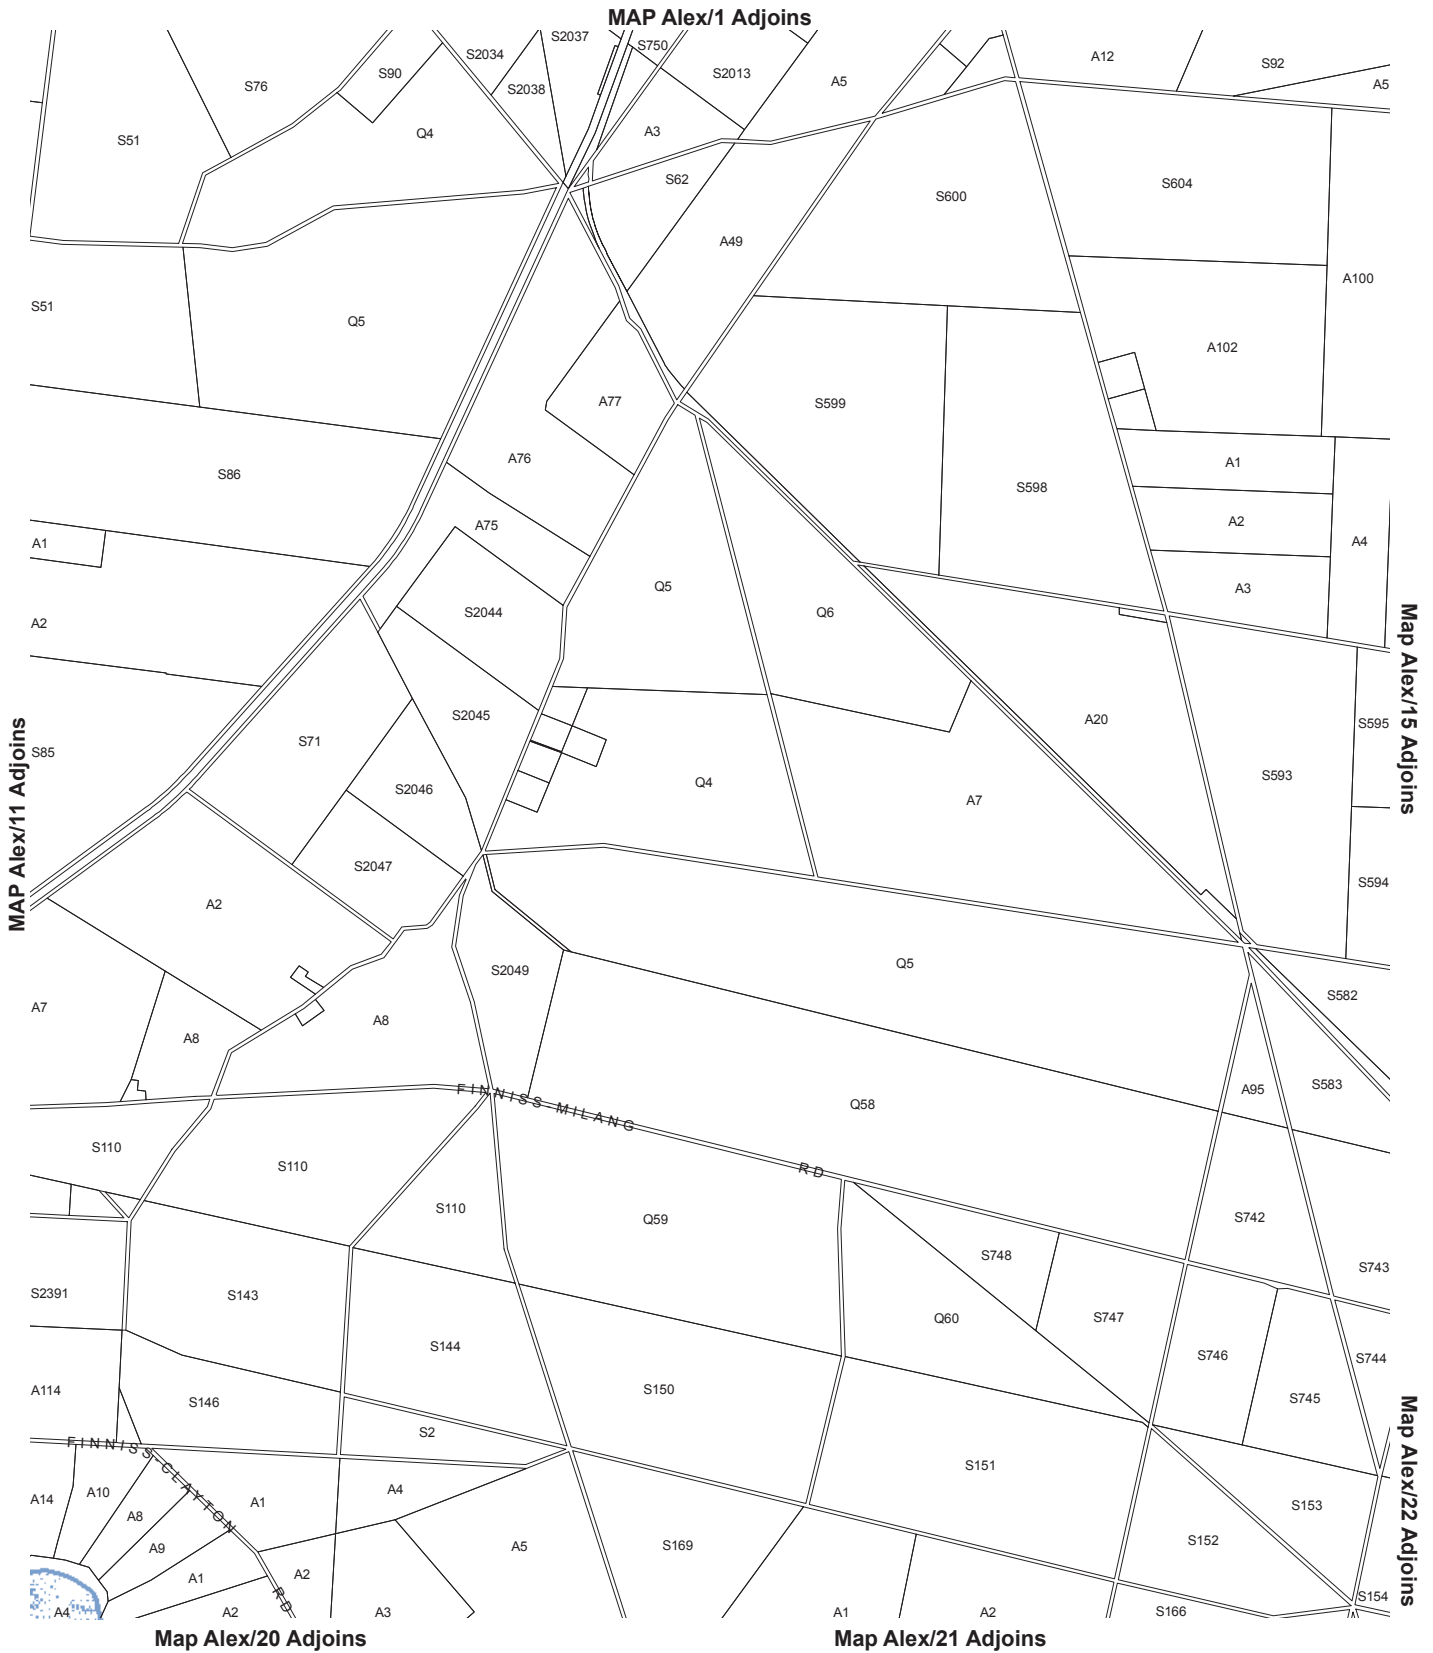 MAP Alex/1 Adjoins
S2037
S750
S2034
A12
S92
S90
S2013
S76
A5
A5
S2038
S51
Q4
A3
S62
S604
S600
A49
A100
S51
Q5
A102
A77
S599
A76
A1
S86
S598
A75
A2
A1
A4
Q5
A3
S2044
Q6
A2
Map Alex/15 Adjoins
S2045
A20
S595
S71
S85
MAP Alex/11 Adjoins
S593
S2046
Q4
A7
S2047
S594
A2
Q5
S2049
S582
A7
A8
A8
S583
A95
FINNISS-MILANG
Q58
S110
S110
RD
S110
Q59
S742
S748
S743
S2391
S143
Q60
S747
S144
S746
S744
A114
S150
S745
S146
S2
FINNISS-CLAYTON
Map Alex/22 Adjoins
S151
A10
A4
A14
A1
S153
A8
S152
A9
A5
S169
A2
A1
RD
S154
A4
A2
A3
A1
A2
S166
Map Alex/20 Adjoins
Map Alex/21 Adjoins